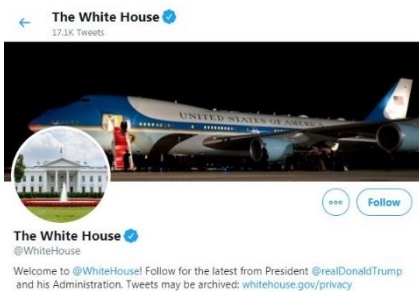 The White House
17.1K Tweets
UNITED STATES OF AMERICA
Follow
The White House
@WhiteHouse
Welcome to @WhiteHouse! Follow for the latest from President @realDonaldTrump
and his Administration. Tweets may be archived: whitehouse.gov/privacy